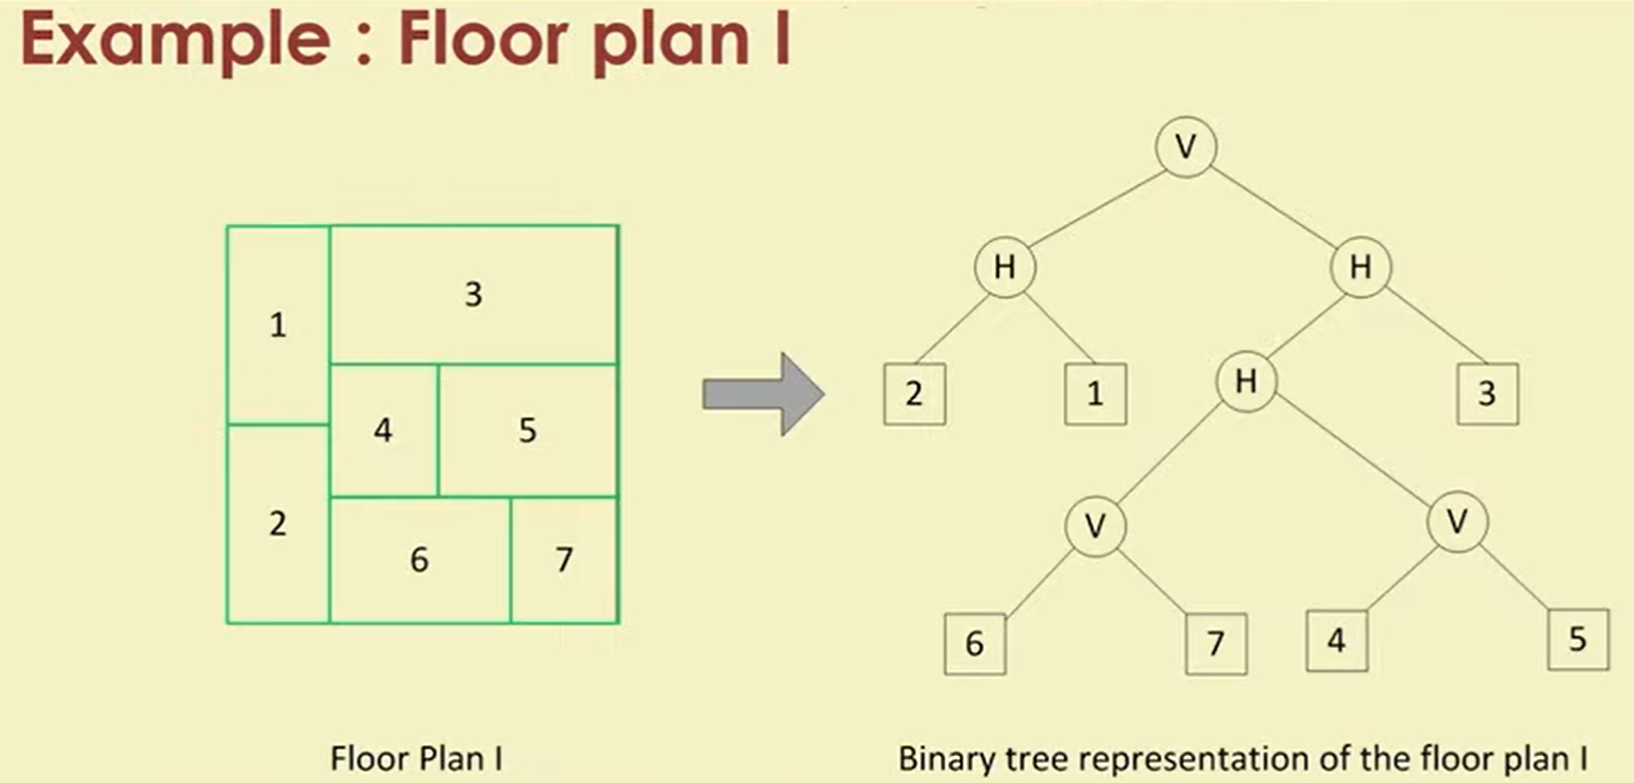 Example : Floor plan I
V
H H
1 3
2 1 H 3
4 5
2 6 7
V V
6 7 4 5
Floor Plan I
Binary tree representation of the floor plan I